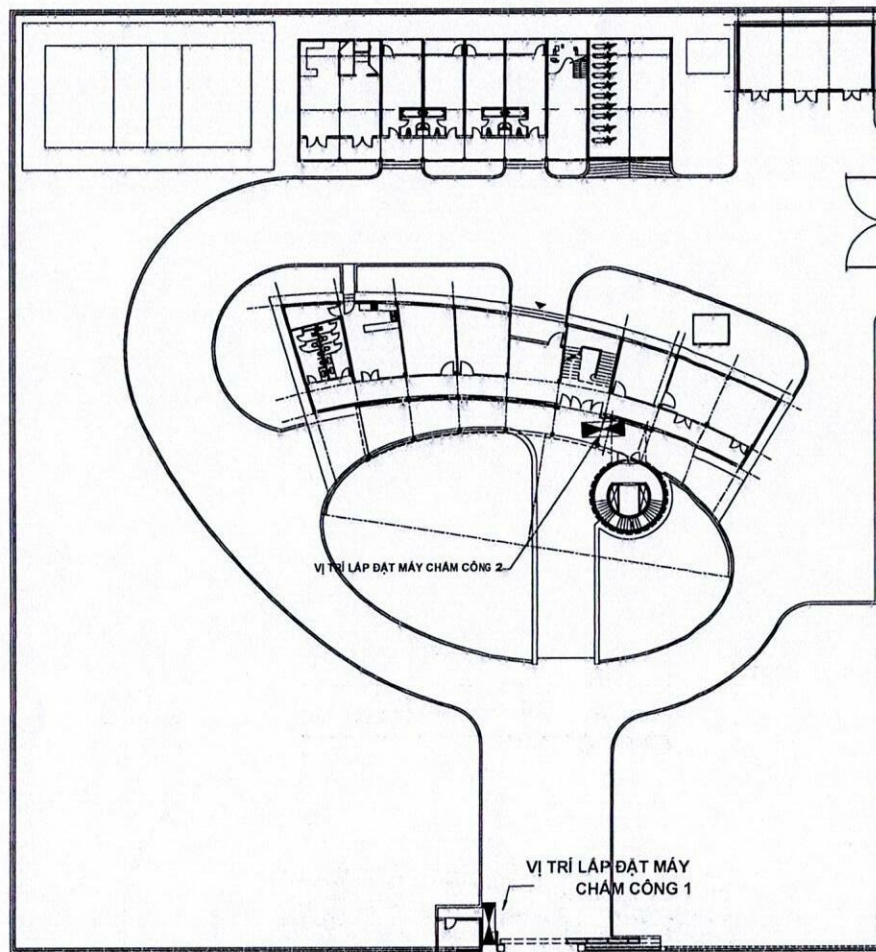 VỊ TRÍ LẮP ĐẶT MÁY CHẤM CÔNG 2
VỊ TRÍ LẮP ĐẶT MÁY
CHẤM CÔNG 1